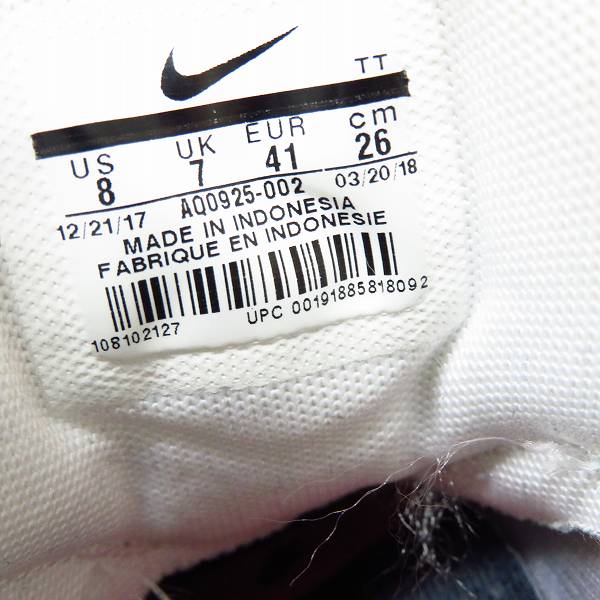 TT
US UK EUR cm
8 7 41 26
12/21/17 AQ0925-002 03/20/18
MADE IN INDONESIA
FABRIQUE EN INDONESIE
108102127 UPC 00191885818092